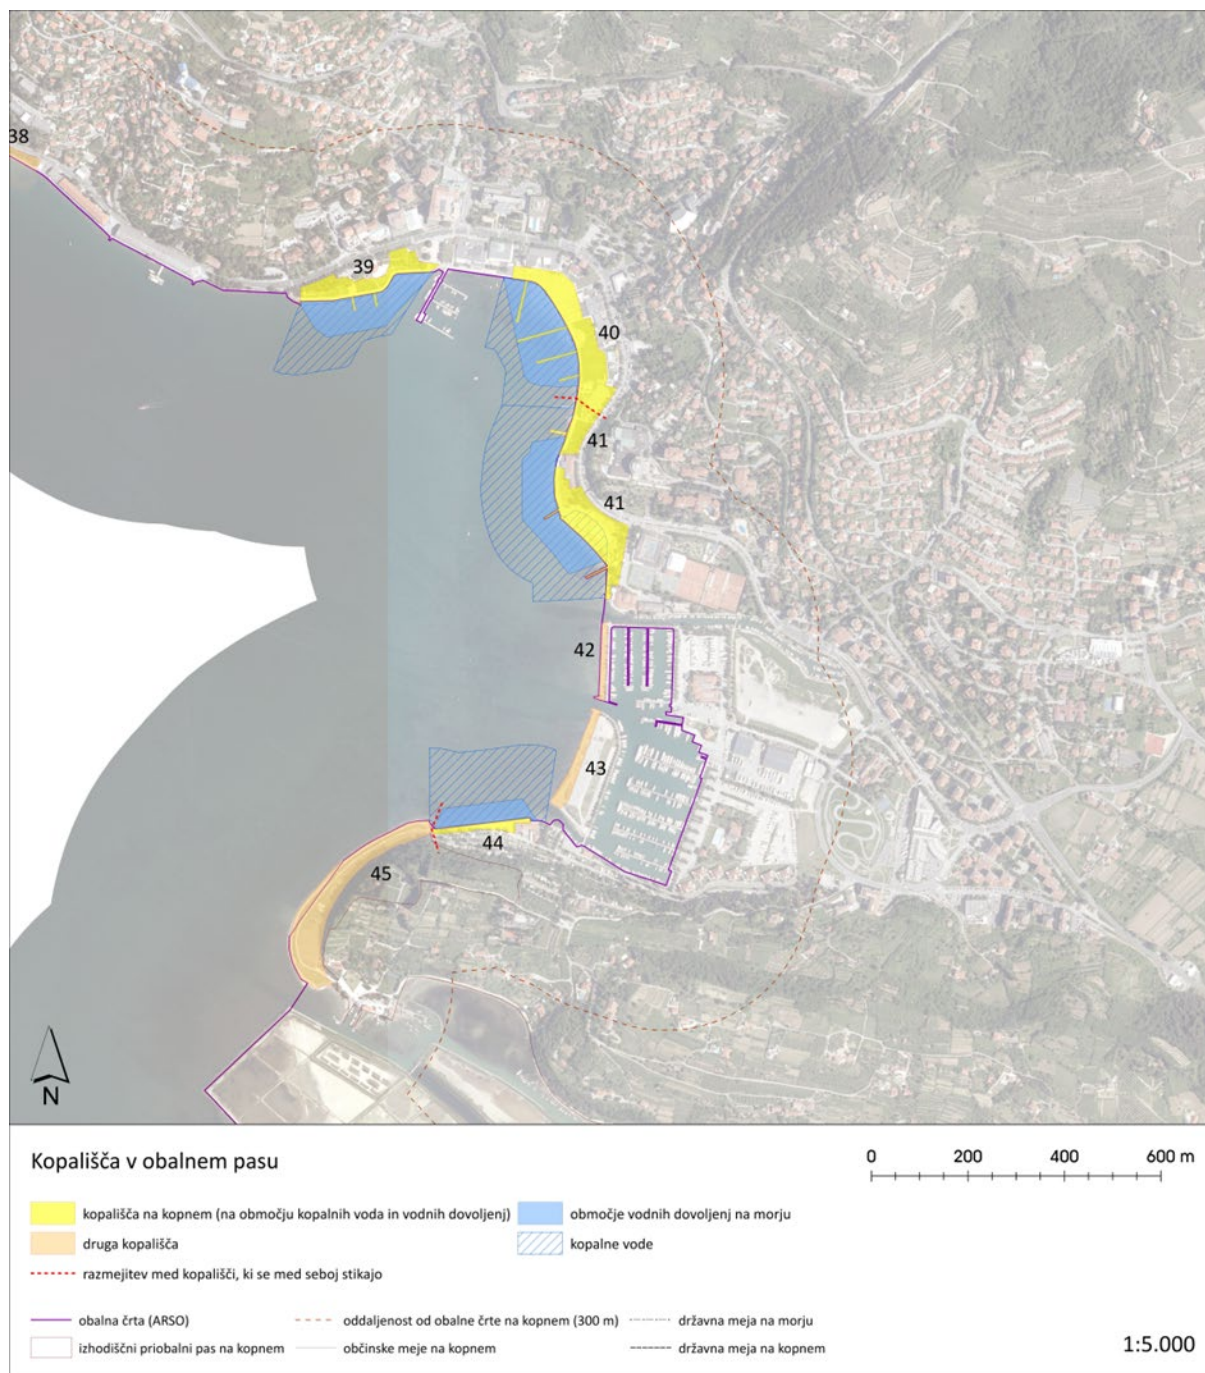 38
39
40
41
41
42
43
44
45
N
Kopališča v obalnem pasu
0 200 400 600 m
kopališča na kopnem (na območju kopalnih voda in vodnih dovoljenj)
območje vodnih dovoljenj na morju
druga kopališča
kopalne vode
razmejitev med kopališči, ki se med seboj stikajo
obalna črta (ARSO)
oddaljenost od obalne črte na kopnem (300 m)
državna meja na morju
izhodiščni priobalni pas na kopnem
občinske meje na kopnem
državna meja na kopnem
1:5.000